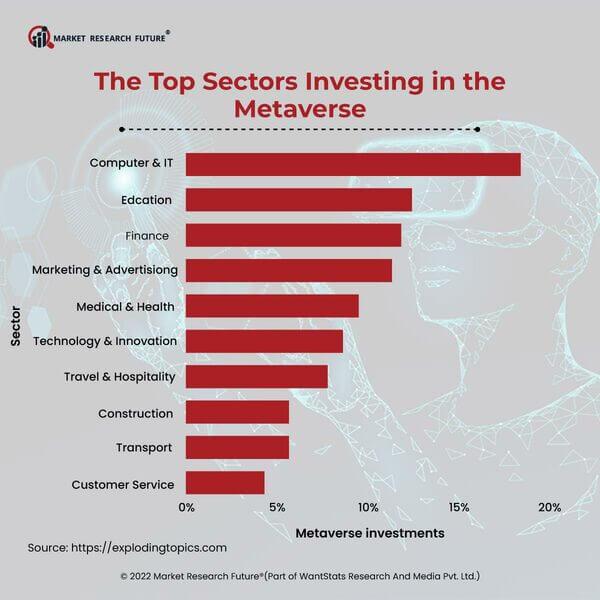 MARKET RESEARCH FUTURE®
The Top Sectors Investing in the
Metaverse
Computer & IT
Edcation
Finance
Marketing & Advertisiong
Medical & Health
Technology & Innovation
Travel & Hospitality
Construction
Transport
Customer Service
Sector
0% 5% 10% 15% 20%
Metaverse investments
Source: https://explodingtopics.com
© 2022 Market Research Future®(Part of WantStats Research And Media Pvt. Ltd.)